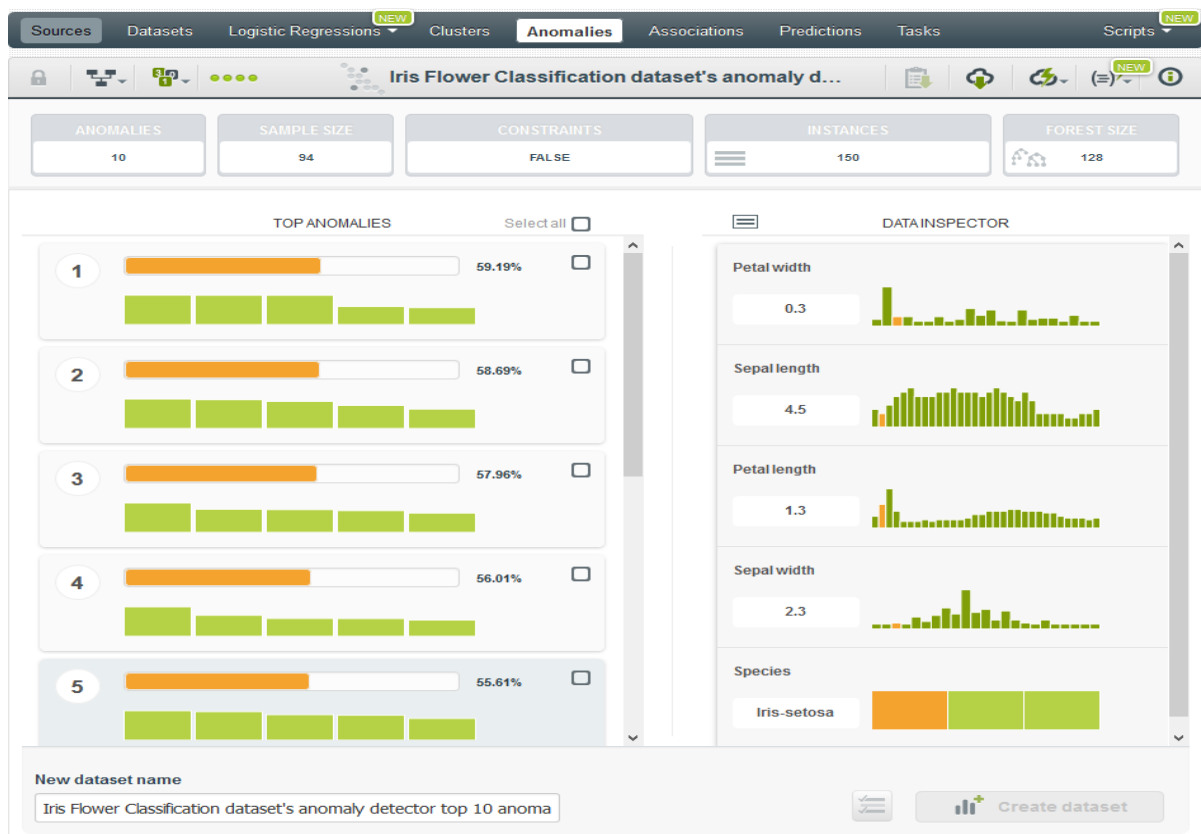 NEW NEW
Sources Datasets Logistic Regressions Clusters Anomalies Associations Predictions Tasks Scripts
Iris Flower Classification dataset's anomaly d...
NEW
ANOMALIES SAMPLE SIZE CONSTRAINTS INSTANCES FOREST SIZE
10 94 FALSE 150 128
TOP ANOMALIES Select all
1 59.19%
2 58.69%
3 57.96%
4 56.01%
5 55.61%
DATA INSPECTOR
Petal width
0.3
Sepal length
4.5
Petal length
1.3
Sepal width
2.3
Species
Iris-setosa
New dataset name
Iris Flower Classification dataset's anomaly detector top 10 anoma
Create dataset